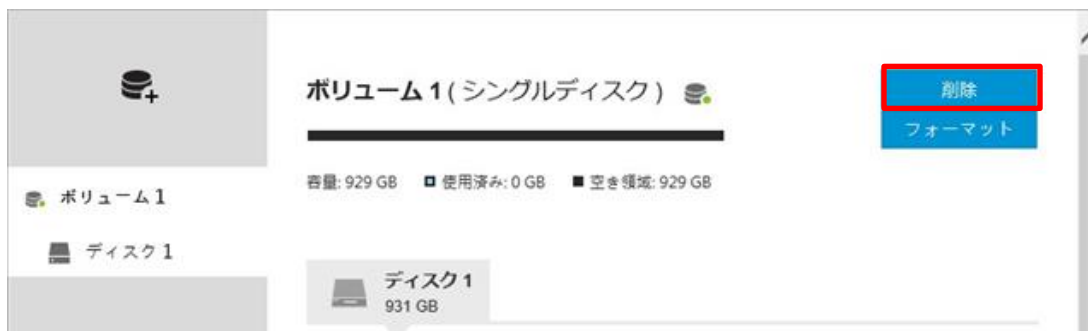 ボリューム 1 ( シングルディスク )
削除
フォーマット
容量: 929 GB 使用済み: 0 GB 空き領域: 929 GB
ボリューム 1
ディスク 1
ディスク 1
931 GB